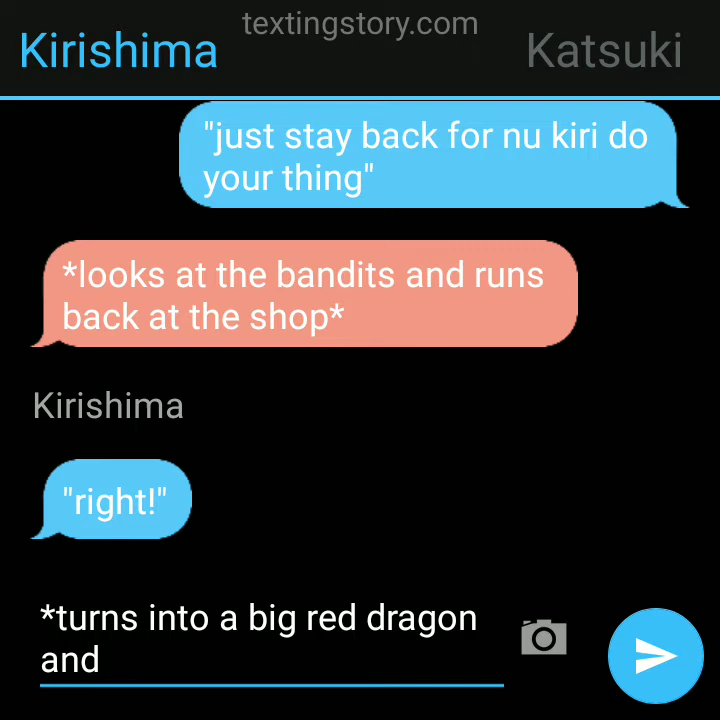 textingstory.com
Kirishima
Katsuki
"just stay back for nu kiri do
your thing"
*looks at the bandits and runs
back at the shop*
Kirishima
"right!"
*turns into a big red dragon
and